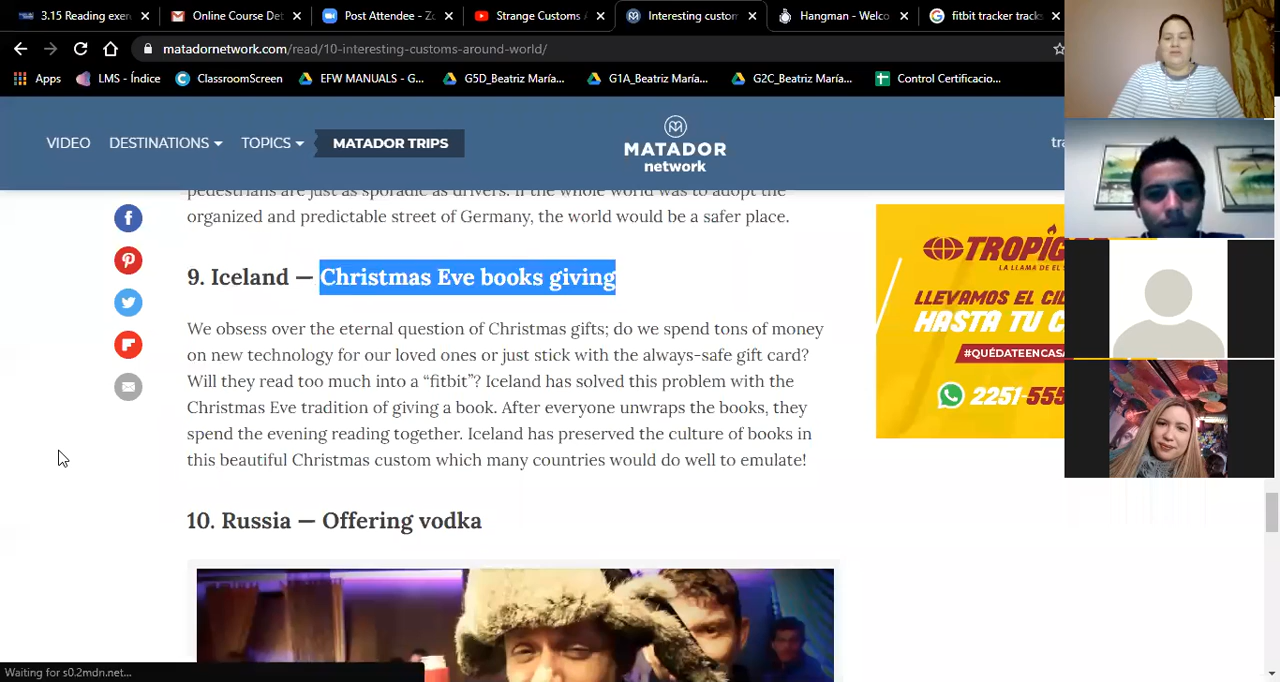 3.15 Reading exer
Online Course Det
Post Attendee - Zo
Strange Customs
Interesting custom
Hangman - Welco
fitbit tracker track
matadornetwork.com/read/10-interesting-customs-around-world/
Apps
LMS - Índice
ClassroomScreen
EFW MANUALS - G...
G5D_Beatriz María...
G1A_Beatriz María...
G2C_Beatriz María...
Control Certificacio...
VIDEO
DESTINATIONS
TOPICS
MATADOR TRIPS
MATADOR
network
tra
pedestrians are just as sporadic as drivers. If the whole world was to adopt the
organized and predictable street of Germany, the world would be a safer place.
9. Iceland — Christmas Eve books giving
We obsess over the eternal question of Christmas gifts; do we spend tons of money
on new technology for our loved ones or just stick with the always-safe gift card?
Will they read too much into a “fitbit”? Iceland has solved this problem with the
Christmas Eve tradition of giving a book. After everyone unwraps the books, they
spend the evening reading together. Iceland has preserved the culture of books in
this beautiful Christmas custom which many countries would do well to emulate!
10. Russia — Offering vodka
TROPIG
LA LLAMA DE EL S
LLEVAMOS EL CIL
HASTA TU C
#QUÉDATEENCASA
2251-555
Waiting for s0.2mdn.net...